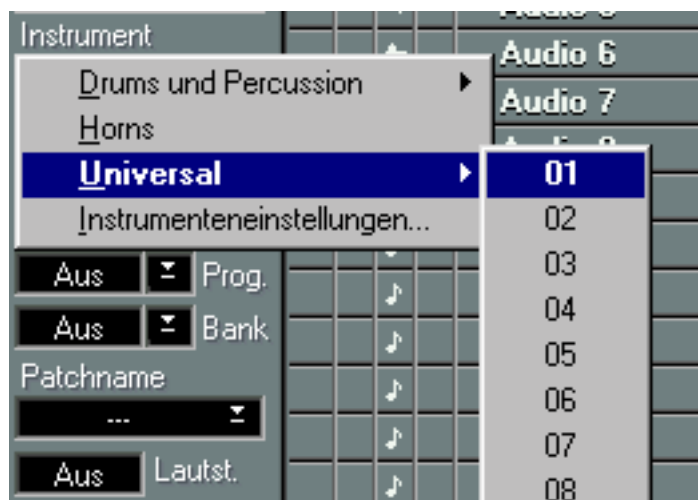 Instrument
Audio 6
Drums und Percussion
Audio 7
Horns
Universal
01
Instrumenteneinstellungen...
02
03
Aus Prog.
04
Aus Bank
05
Patchname
06
---
07
Aus Lautst.
08